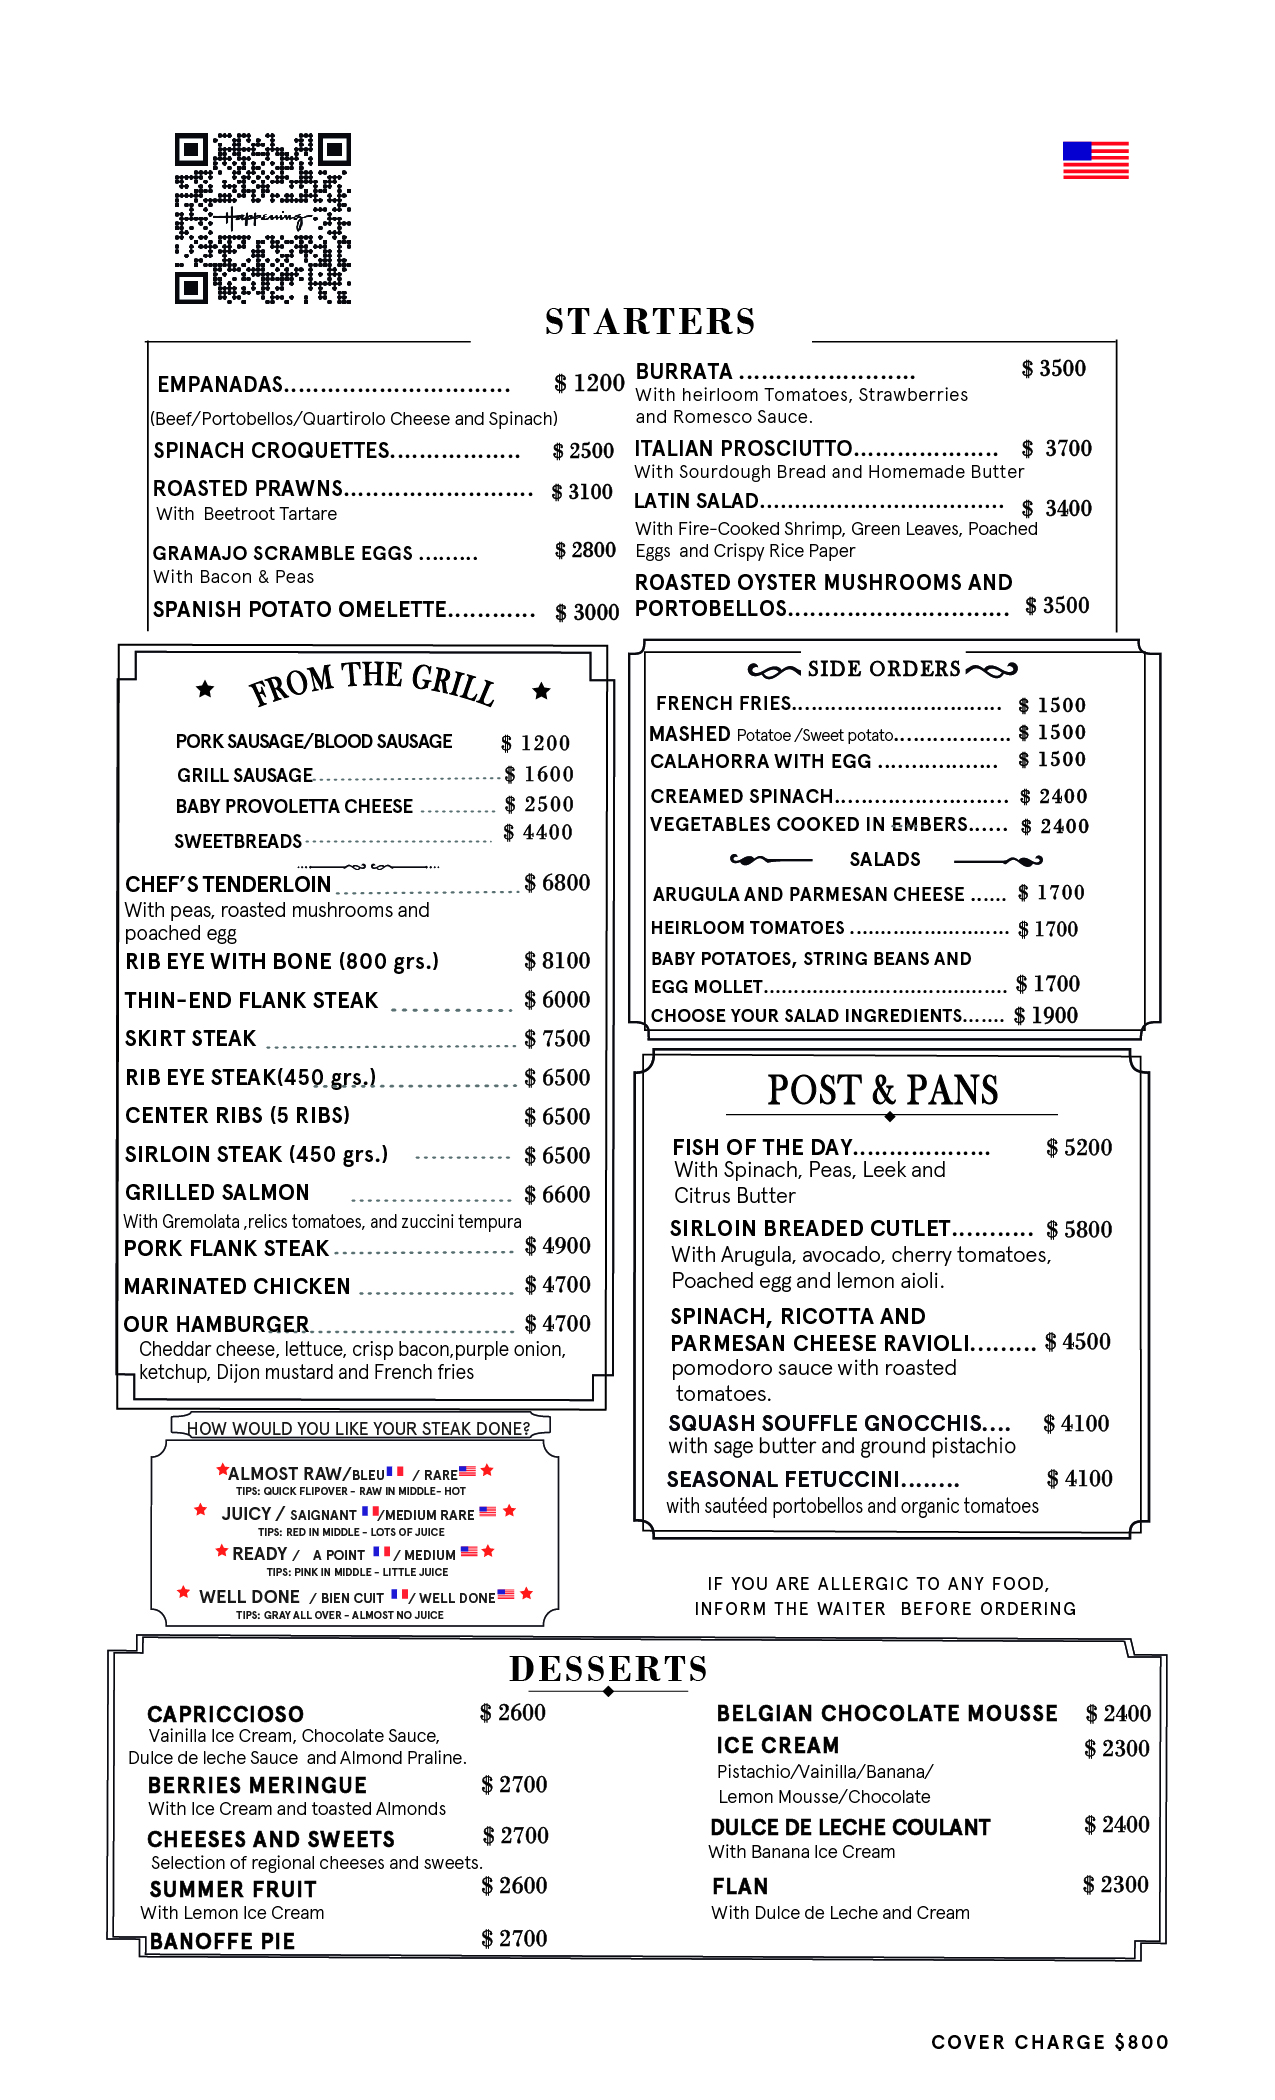 Happening
STARTERS
EMPANADAS............................. $ 1200
(Beef/Portobellos/Quartirolo Cheese and Spinach)
SPINACH CROQUETTES................. $ 2500
ROASTED PRAWNS......................... $ 3100
With Beetroot Tartare
GRAMAJO SCRAMBLE EGGS ......... $ 2800
With Bacon & Peas
SPANISH POTATO OMELETTE............ $ 3000
BURRATA ........................ $ 3500
With heirloom Tomatoes, Strawberries
and Romesco Sauce.
ITALIAN PROSCIUTTO.................... $ 3700
With Sourdough Bread and Homemade Butter
LATIN SALAD................................... $ 3400
With Fire-Cooked Shrimp, Green Leaves, Poached
Eggs and Crispy Rice Paper
ROASTED OYSTER MUSHROOMS AND
PORTOBELLOS.............................. $ 3500
FROM THE GRILL
PORK SAUSAGE/BLOOD SAUSAGE $ 1200
GRILL SAUSAGE $ 1600
BABY PROVOLETTA CHEESE $ 2500
SWEETBREADS $ 4400
CHEF'S TENDERLOIN $ 6800
With peas, roasted mushrooms and
poached egg
RIB EYE WITH BONE (800 grs.) $ 8100
THIN-END FLANK STEAK $ 6000
SKIRT STEAK $ 7500
RIB EYE STEAK(450 grs.) $ 6500
CENTER RIBS (5 RIBS) $ 6500
SIRLOIN STEAK (450 grs.) $ 6500
GRILLED SALMON $ 6600
With Gremolata ,relics tomatoes, and zuccini tempura
PORK FLANK STEAK $ 4900
MARINATED CHICKEN $ 4700
OUR HAMBURGER $ 4700
Cheddar cheese, lettuce, crisp bacon,purple onion,
ketchup, Dijon mustard and French fries
HOW WOULD YOU LIKE YOUR STEAK DONE?
ALMOST RAW/BLEU / RARE
TIPS: QUICK FLIPOVER - RAW IN MIDDLE- HOT
JUICY / SAIGNANT /MEDIUM RARE
TIPS: RED IN MIDDLE - LOTS OF JUICE
READY / A POINT / MEDIUM
TIPS: PINK IN MIDDLE - LITTLE JUICE
WELL DONE / BIEN CUIT / WELL DONE
TIPS: GRAY ALL OVER - ALMOST NO JUICE
SIDE ORDERS
FRENCH FRIES............................... $ 1500
MASHED Potatoe /Sweet potato................. $ 1500
CALAHORRA WITH EGG .................. $ 1500
CREAMED SPINACH.......................... $ 2400
VEGETABLES COOKED IN EMBERS...... $ 2400
SALADS
ARUGULA AND PARMESAN CHEESE ...... $ 1700
HEIRLOOM TOMATOES .......................... $ 1700
BABY POTATOES, STRING BEANS AND
EGG MOLLET....................................... $ 1700
CHOOSE YOUR SALAD INGREDIENTS....... $ 1900
POST & PANS
FISH OF THE DAY................... $ 5200
With Spinach, Peas, Leek and
Citrus Butter
SIRLOIN BREADED CUTLET........... $ 5800
With Arugula, avocado, cherry tomatoes,
Poached egg and lemon aioli.
SPINACH, RICOTTA AND
PARMESAN CHEESE RAVIOLI......... $ 4500
pomodoro sauce with roasted
tomatoes.
SQUASH SOUFFLE GNOCCHIS.... $ 4100
with sage butter and ground pistachio
SEASONAL FETUCCINI........ $ 4100
with sautéed portobellos and organic tomatoes
IF YOU ARE ALLERGIC TO ANY FOOD,
INFORM THE WAITER BEFORE ORDERING
DESSERTS
CAPRICCIOSO $ 2600
Vainilla Ice Cream, Chocolate Sauce,
Dulce de leche Sauce and Almond Praline.
BERRIES MERINGUE $ 2700
With Ice Cream and toasted Almonds
CHEESES AND SWEETS $ 2700
Selection of regional cheeses and sweets.
SUMMER FRUIT $ 2600
With Lemon Ice Cream
BANOFFE PIE $ 2700
BELGIAN CHOCOLATE MOUSSE $ 2400
ICE CREAM $ 2300
Pistachio/Vainilla/Banana/
Lemon Mousse/Chocolate
DULCE DE LECHE COULANT $ 2400
With Banana Ice Cream
FLAN $ 2300
With Dulce de Leche and Cream
COVER CHARGE $800